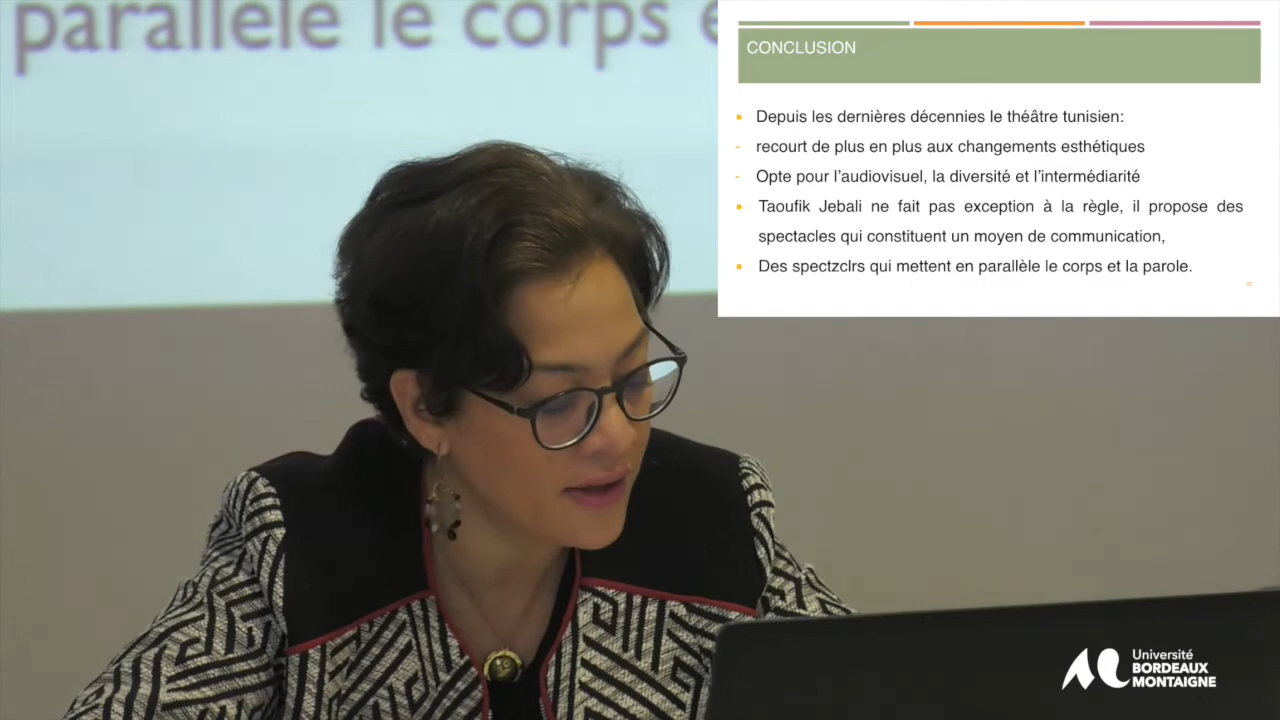 parallèle le corps e
CONCLUSION
Depuis les dernières décennies le théâtre tunisien:
- recourt de plus en plus aux changements esthétiques
- Opte pour l'audiovisuel, la diversité et l'intermédiarité
Taoufik Jebali ne fait pas exception à la règle, il propose des
spectacles qui constituent un moyen de communication,
Des spectzclrs qui mettent en parallèle le corps et la parole.
Université
BORDEAUX
MONTAIGNE